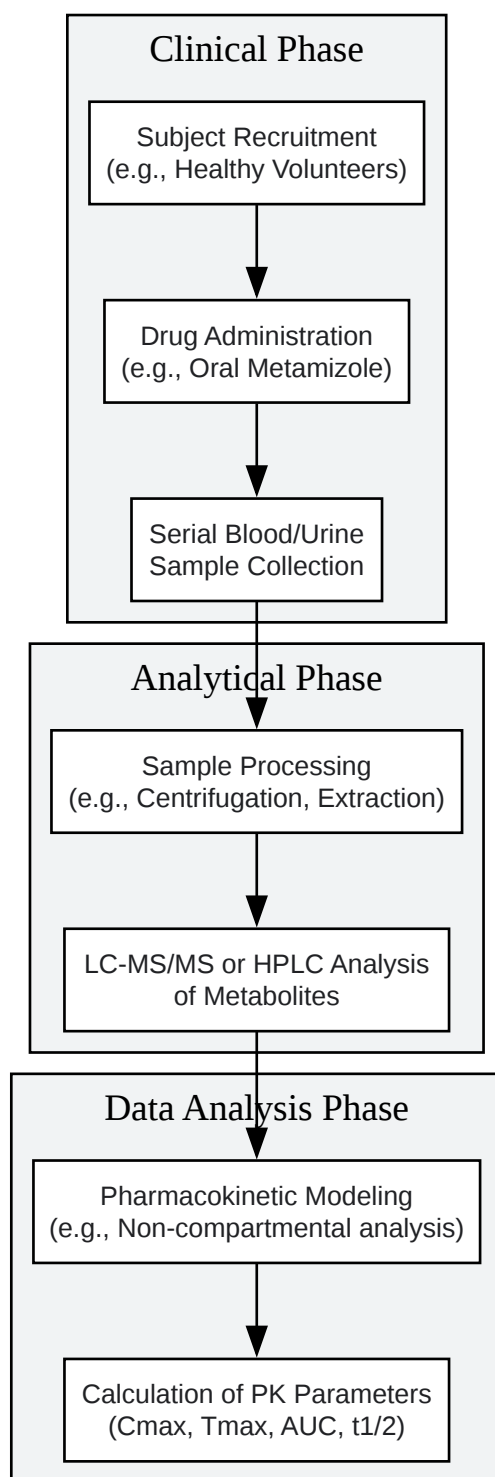 Clinical Phase
Subject Recruitment
(e.g., Healthy Volunteers)
Drug Administration
(e.g., Oral Metamizole)
Serial Blood/Urine
Sample Collection
Analytical Phase
Sample Processing
(e.g., Centrifugation, Extraction)
LC-MS/MS or HPLC Analysis
of Metabolites
Data Analysis Phase
Pharmacokinetic Modeling
(e.g., Non-compartmental analysis)
Calculation of PK Parameters
(Cmax, Tmax, AUC, t1/2)